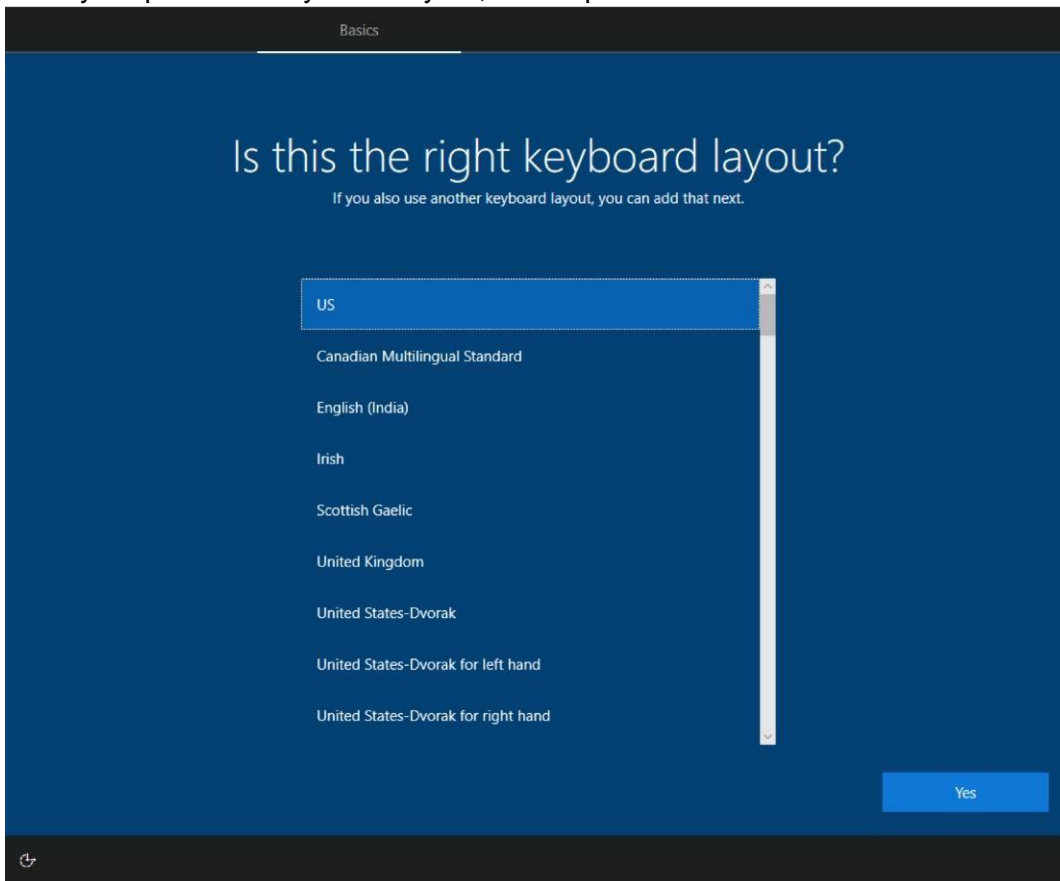 Basics
Is this the right keyboard layout?
If you also use another keyboard layout, you can add that next.
US
Canadian Multilingual Standard
English (India)
Irish
Scottish Gaelic
United Kingdom
United States-Dvorak
United States-Dvorak for left hand
United States-Dvorak for right hand
Yes